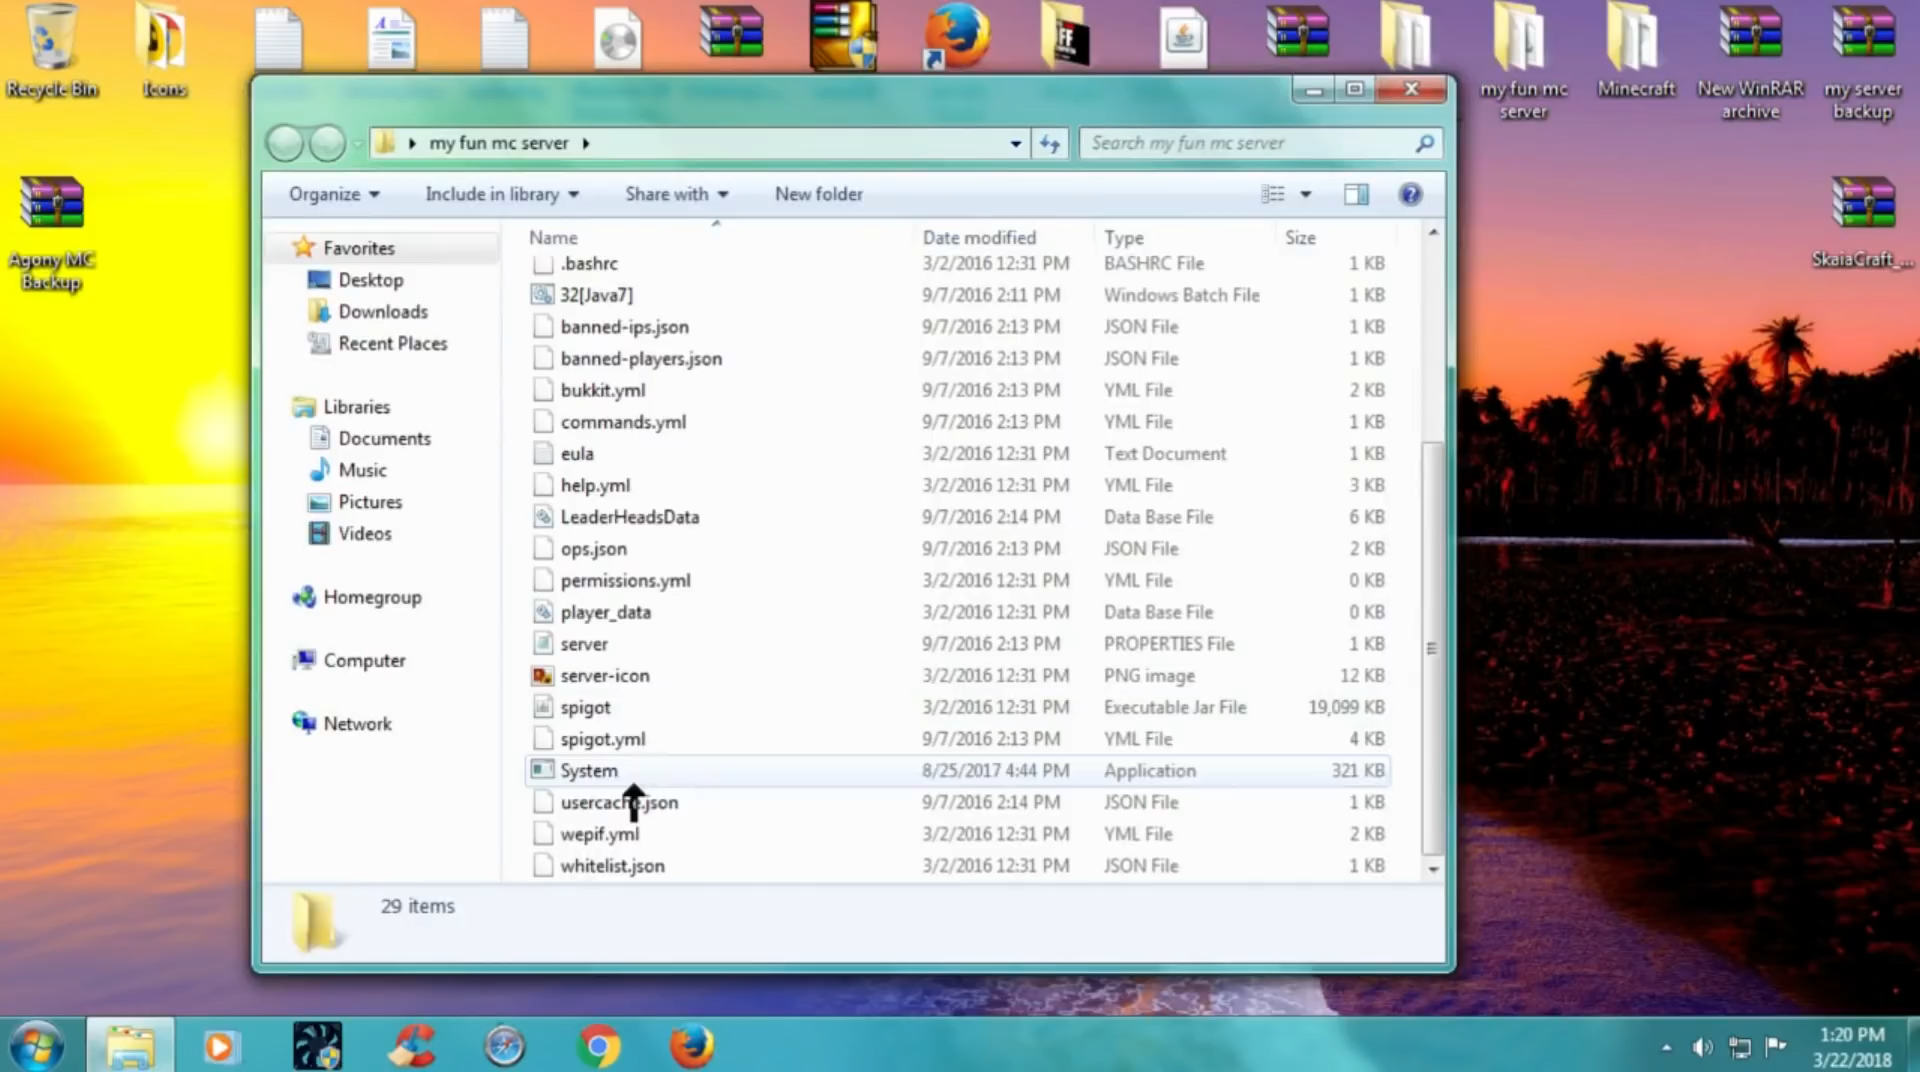 Recycle Bin
Icons
my fun mc
server
Minecraft
New WinRAR
archive
my server
backup
Agony MC
Backup
SkaiaCraft_...
my fun mc server
Search my fun mc server
Organize
Include in library
Share with
New folder
Name
Date modified
Type
Size
Favorites
Desktop
Downloads
Recent Places
Libraries
Documents
Music
Pictures
Videos
Homegroup
Computer
Network
.bashrc 3/2/2016 12:31 PM BASHRC File 1 KB
32[Java7] 9/7/2016 2:11 PM Windows Batch File 1 KB
banned-ips.json 9/7/2016 2:13 PM JSON File 1 KB
banned-players.json 9/7/2016 2:13 PM JSON File 1 KB
bukkit.yml 9/7/2016 2:13 PM YML File 2 KB
commands.yml 9/7/2016 2:13 PM YML File 1 KB
eula 3/2/2016 12:31 PM Text Document 1 KB
help.yml 3/2/2016 12:31 PM YML File 3 KB
LeaderHeadsData 9/7/2016 2:14 PM Data Base File 6 KB
ops.json 9/7/2016 2:13 PM JSON File 2 KB
permissions.yml 3/2/2016 12:31 PM YML File 0 KB
player_data 3/2/2016 12:31 PM Data Base File 0 KB
server 9/7/2016 2:13 PM PROPERTIES File 1 KB
server-icon 3/2/2016 12:31 PM PNG image 12 KB
spigot 3/2/2016 12:31 PM Executable Jar File 19,099 KB
spigot.yml 9/7/2016 2:13 PM YML File 4 KB
System 8/25/2017 4:44 PM Application 321 KB
usercache.json 9/7/2016 2:14 PM JSON File 1 KB
wepif.yml 3/2/2016 12:31 PM YML File 2 KB
whitelist.json 3/2/2016 12:31 PM JSON File 1 KB
29 items
1:20 PM
3/22/2018